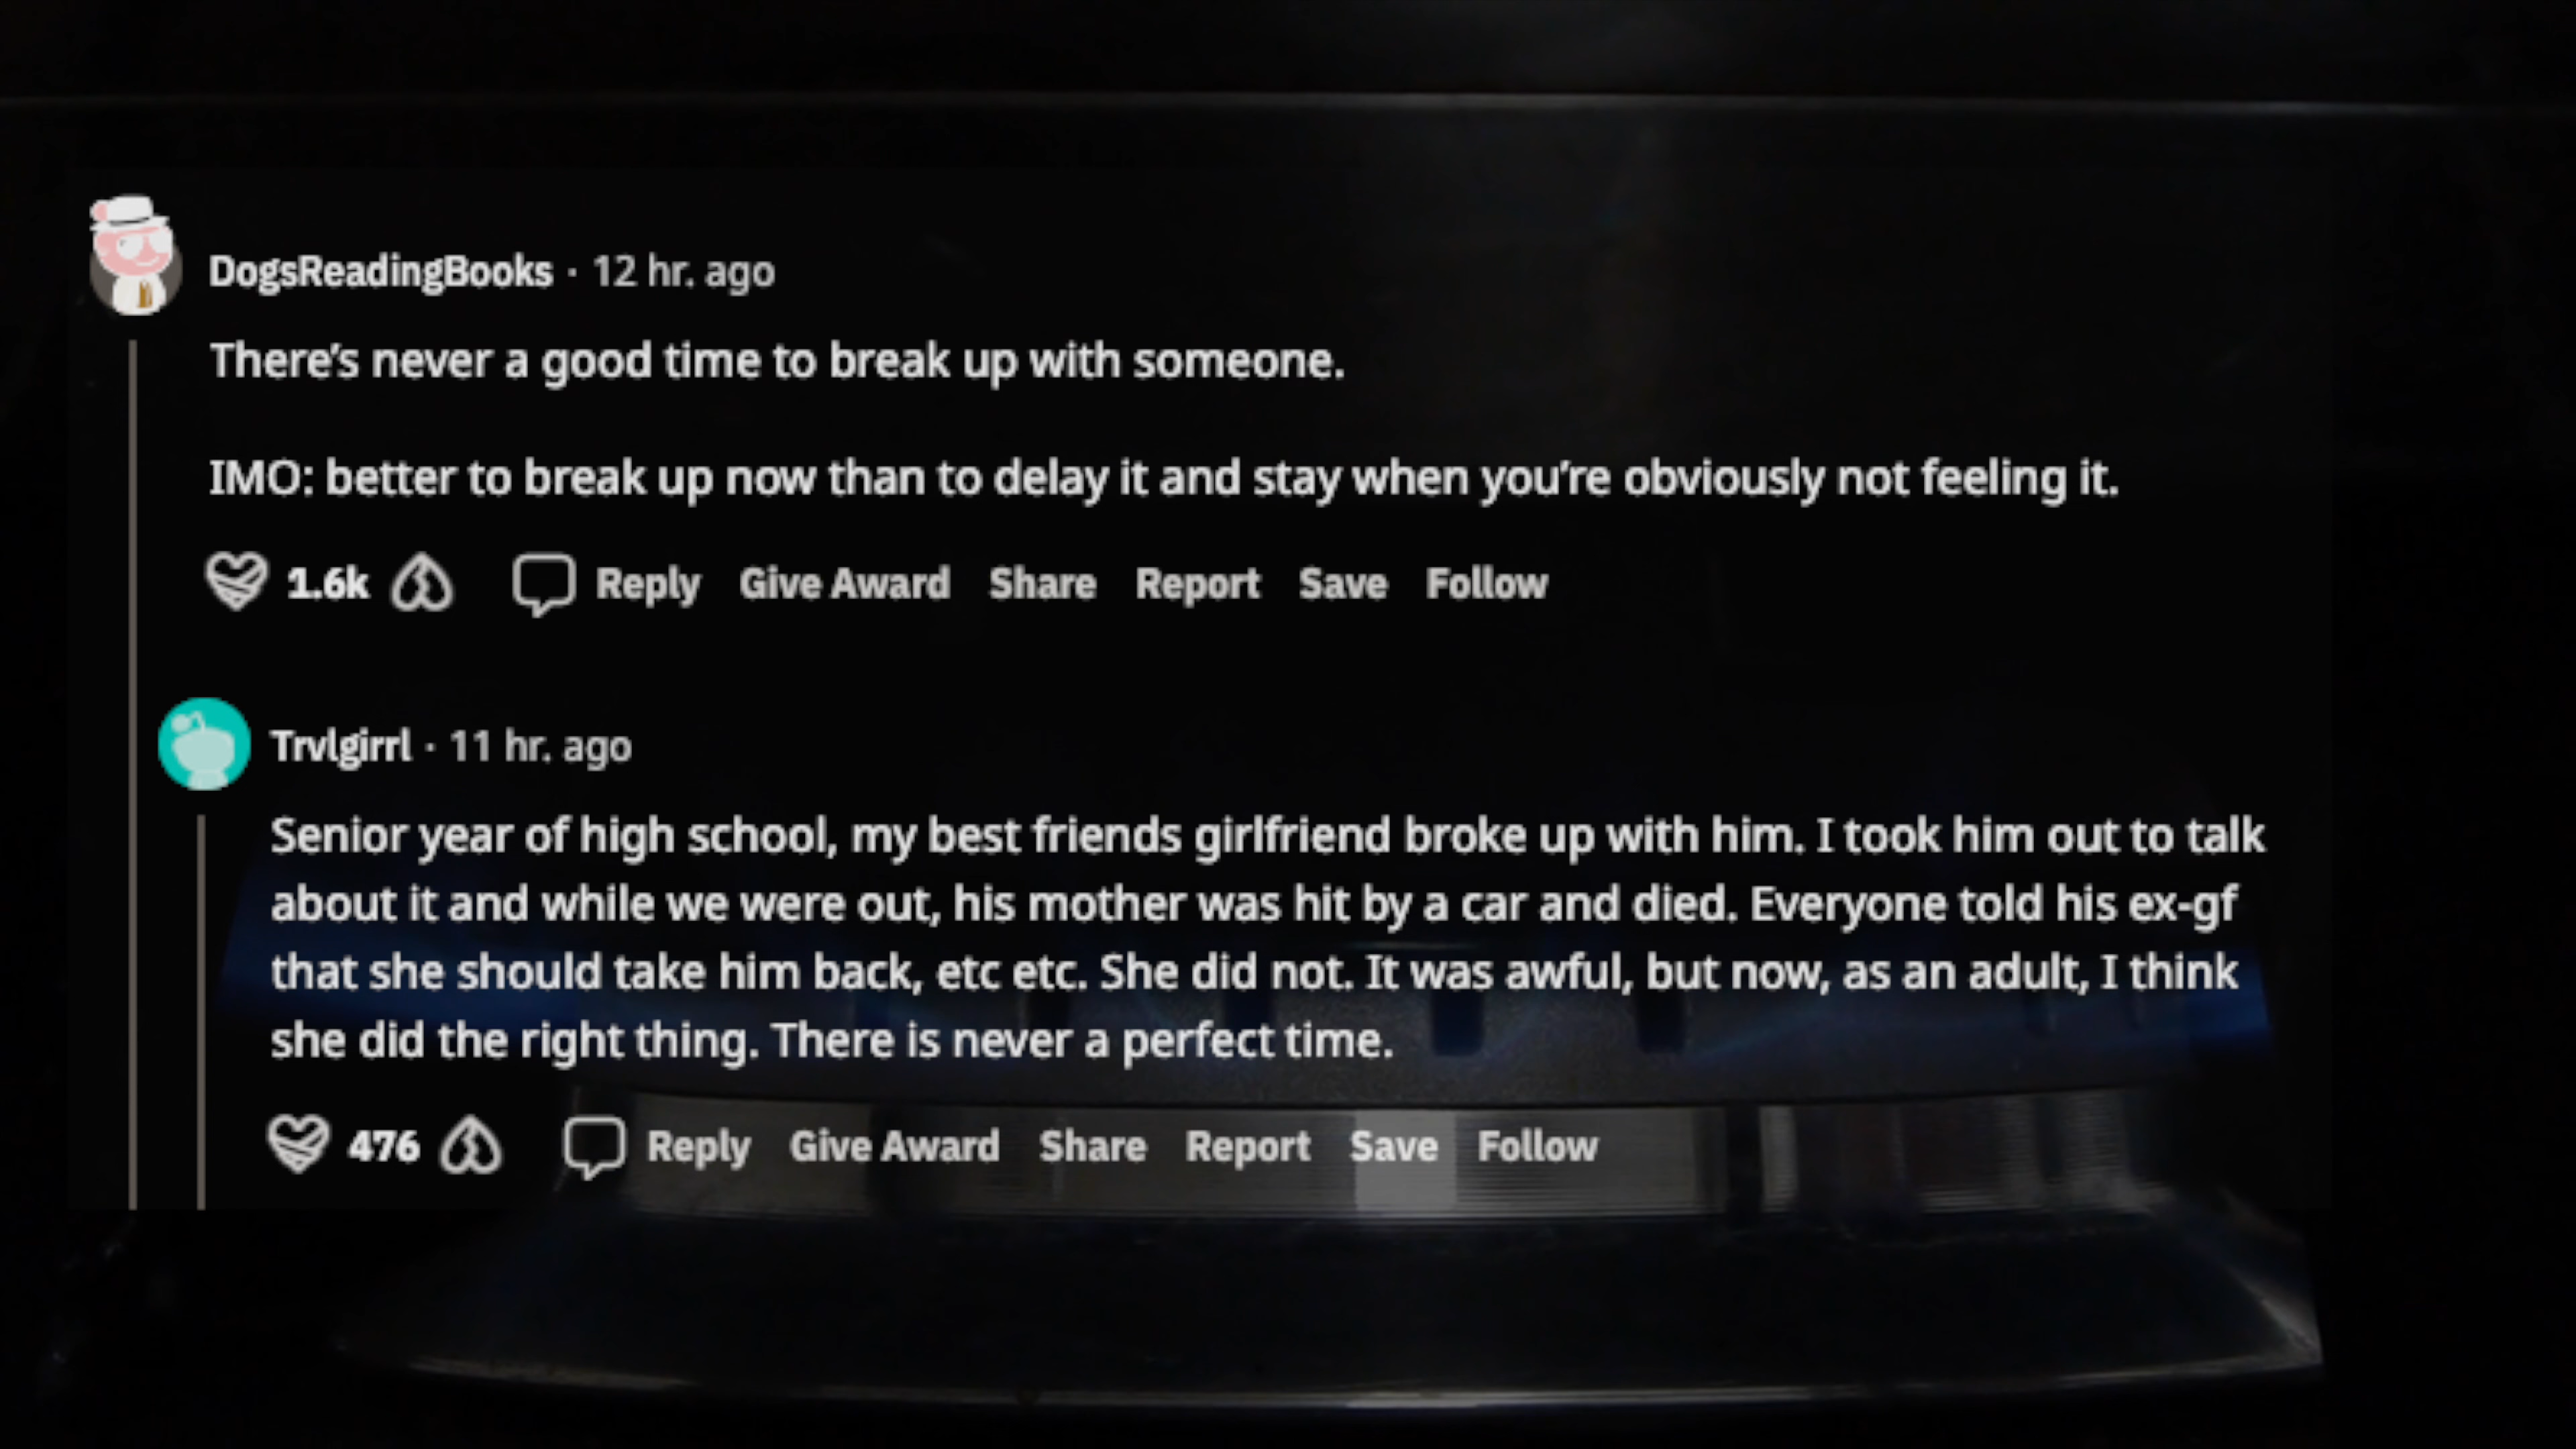 DogsReadingBooks · 12 hr. ago
There’s never a good time to break up with someone.
IMO: better to break up now than to delay it and stay when you’re obviously not feeling it.
1.6k Reply Give Award Share Report Save Follow
Trvlgirrl · 11 hr. ago
Senior year of high school, my best friends girlfriend broke up with him. I took him out to talk
about it and while we were out, his mother was hit by a car and died. Everyone told his ex-gf
that she should take him back, etc etc. She did not. It was awful, but now, as an adult, I think
she did the right thing. There is never a perfect time.
476 Reply Give Award Share Report Save Follow